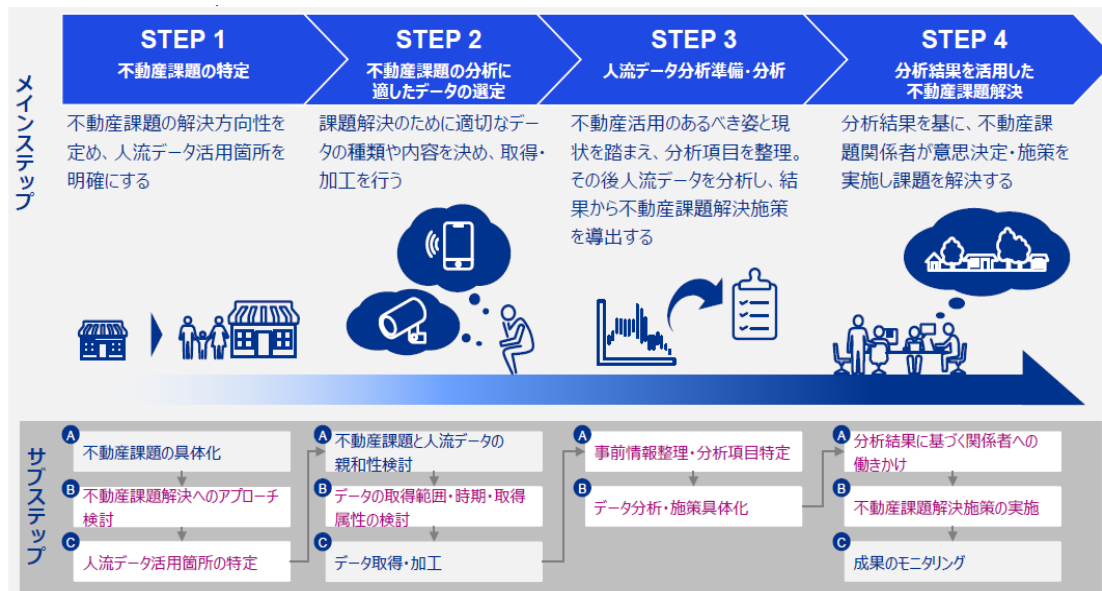 メインステップ
STEP 1
不動産課題の特定
不動産課題の解決方向性を
定め、人流データ活用箇所を
明確にする
STEP 2
不動産課題の分析に
適したデータの選定
課題解決のために適切なデー
タの種類や内容を決め、取得・
加工を行う
STEP 3
人流データ分析準備・分析
不動産活用のあるべき姿と現
状を踏まえ、分析項目を整理。
その後人流データを分析し、結
果から不動産課題解決施策
を導出する
STEP 4
分析結果を活用した
不動産課題解決
分析結果を基に、不動産課
題関係者が意思決定・施策を
実施し課題を解決する
サブステップ
A
不動産課題の具体化
B
不動産課題解決へのアプローチ
検討
C
人流データ活用箇所の特定
A
不動産課題と人流データの
親和性検討
B
データの取得範囲・時期・取得
属性の検討
C
データ取得・加工
A
事前情報整理・分析項目特定
B
データ分析・施策具体化
A
分析結果に基づく関係者への
働きかけ
B
不動産課題解決施策の実施
C
成果のモニタリング